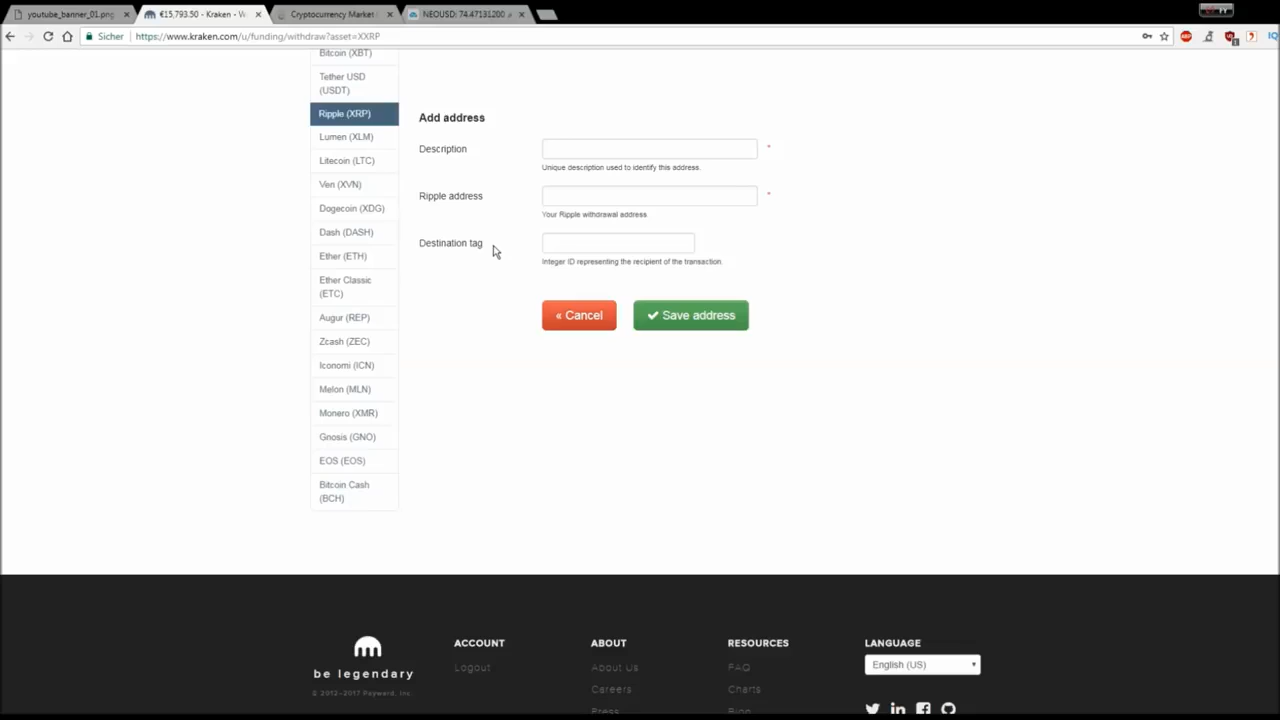 youtube_banner_01.png
€15,793.50 - Kraken - V
Cryptocurrency Market
NEOUSD: 74.47131200
Sicher
https://www.kraken.com/u/funding/withdraw?asset=XXRP
Bitcoin (XBT)
Tether USD
(USDT)
Ripple (XRP)
Lumen (XLM)
Litecoin (LTC)
Ven (XVN)
Dogecoin (XDG)
Dash (DASH)
Ether (ETH)
Ether Classic
(ETC)
Augur (REP)
Zcash (ZEC)
Iconomi (ICN)
Melon (MLN)
Monero (XMR)
Gnosis (GNO)
EOS (EOS)
Bitcoin Cash
(BCH)
Add address
Description
*
Unique description used to identify this address.
Ripple address
*
Your Ripple withdrawal address
Destination tag
Integer ID representing the recipient of the transaction.
« Cancel
Save address
be legendary
© 2012–2017 Payward, Inc.
ACCOUNT
Logout
ABOUT
About Us
Careers
Press
RESOURCES
FAQ
Charts
Blog
LANGUAGE
English (US)